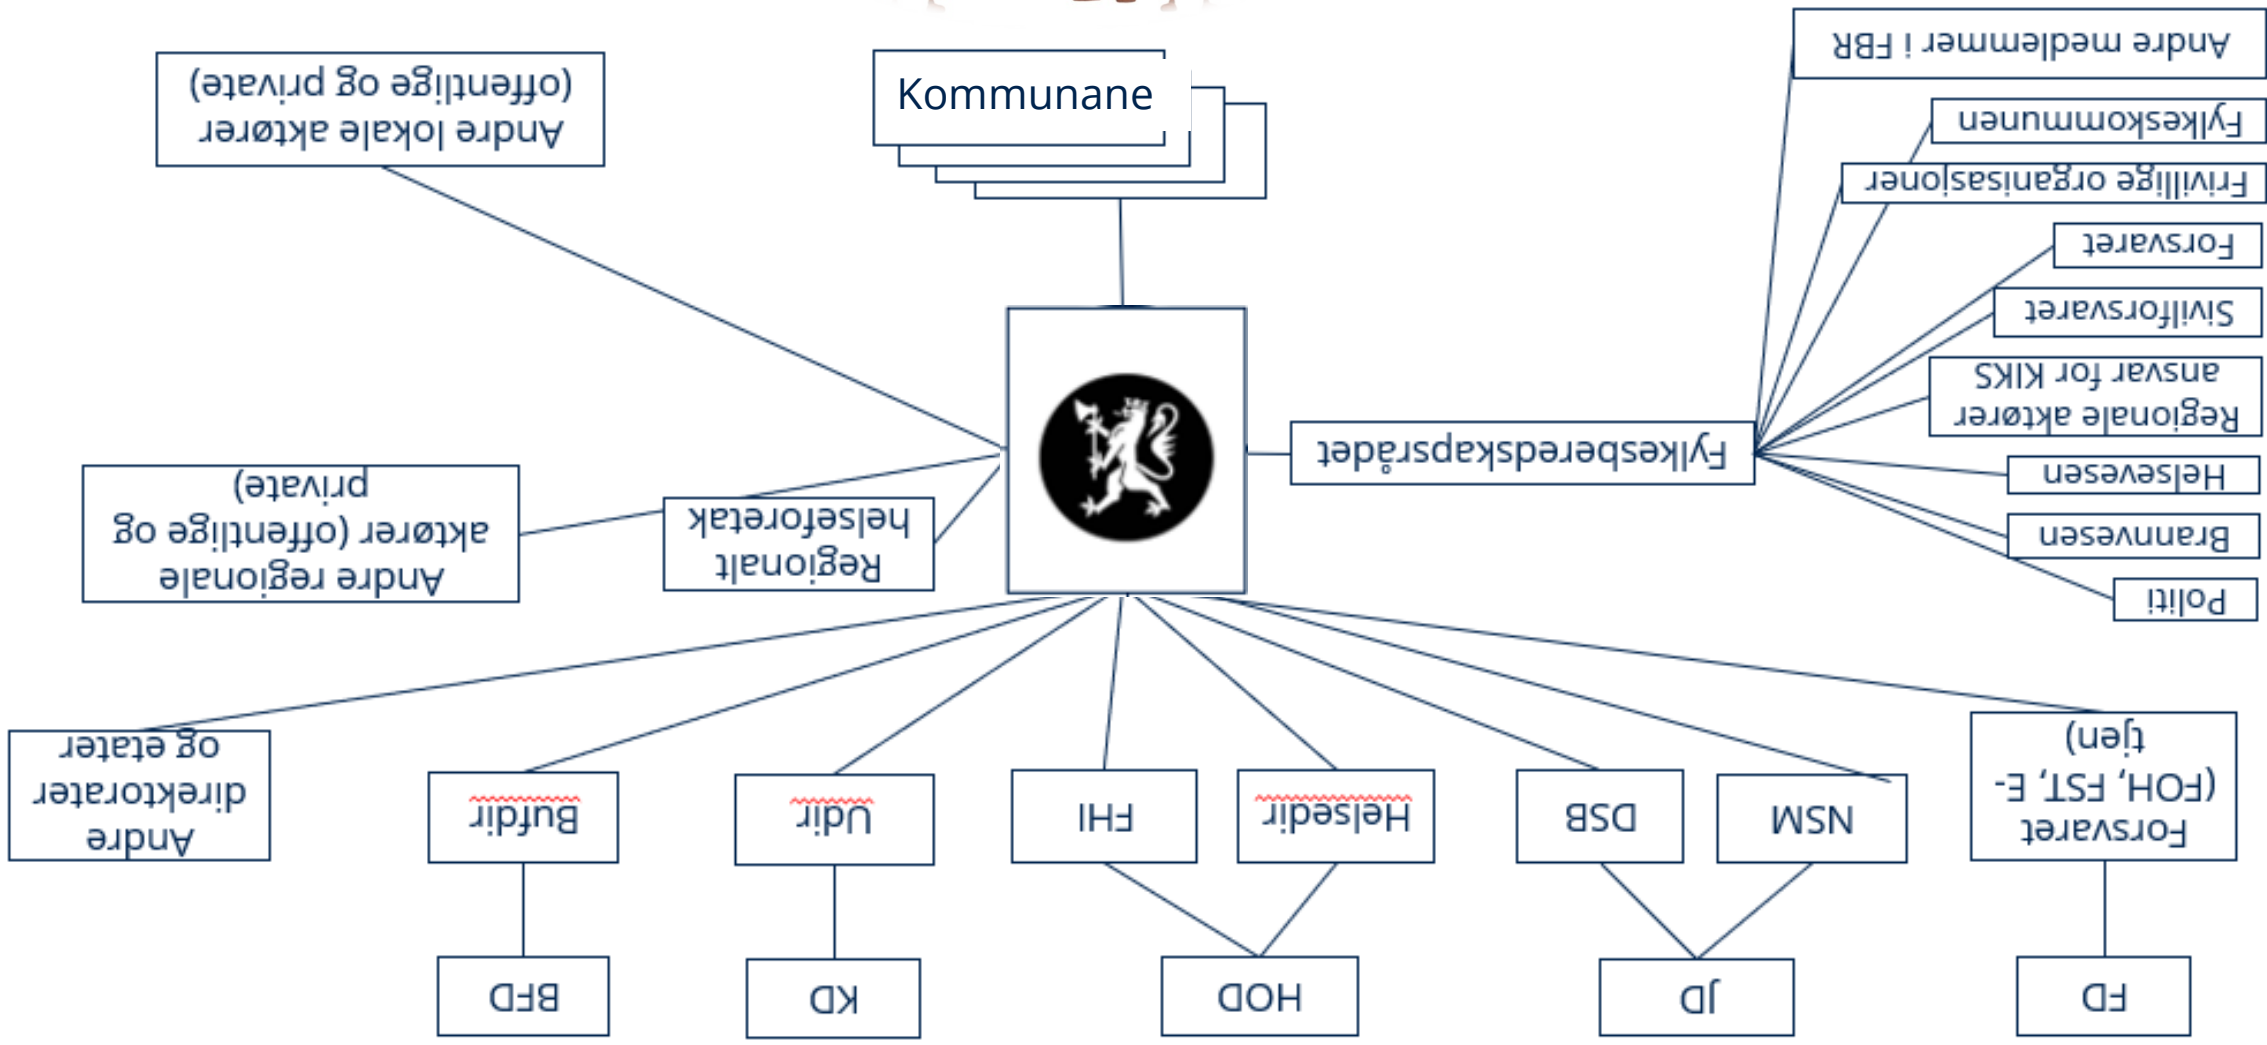 FD
JD
HOD
KD
BFD
Forsvaret
(FOH, FST, E-
tjen)
NSM
DSB
Helsedir
FHI
Udir
Bufdir
Andre
direktorater
og etater
Politi
Brannvesen
Helsevesen
Regionale aktører
ansvar for KIKS
Sivilforsvaret
Forsvaret
Frivillige organisasjoner
Fylkeskommunen
Andre medlemmer i FBR
Fylkesberedskapsrådet
Regionalt
helseforetak
Andre regionale
aktører (offentlige og
private)
Andre lokale aktører
(offentlige og private)
Kommunane